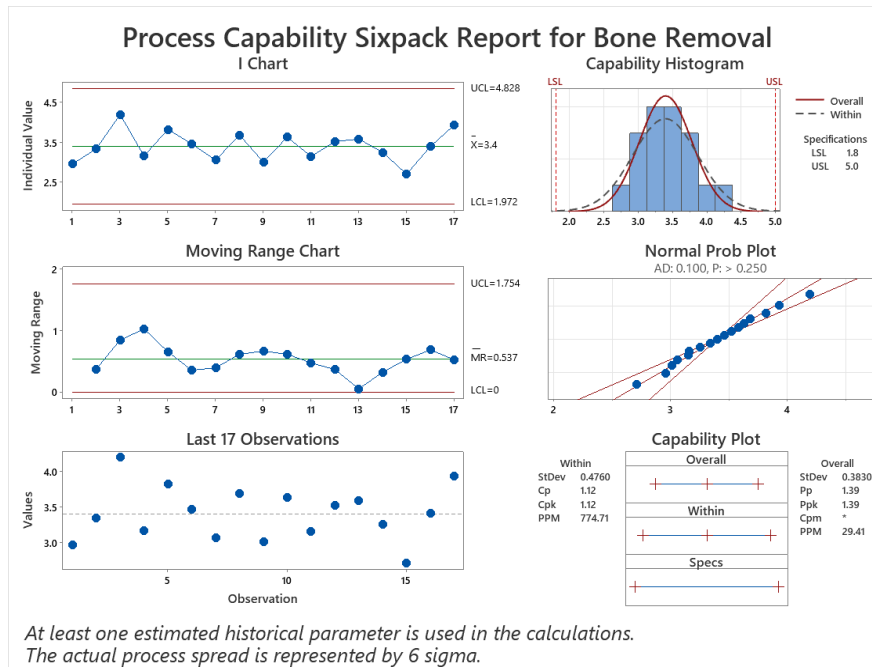 Process Capability Sixpack Report for Bone Removal
I Chart
Individual Value
4.5
3.5
2.5
UCL=4.828
X̄=3.4
LCL=1.972
1 3 5 7 9 11 13 15 17
Capability Histogram
LSL USL
2.0 2.5 3.0 3.5 4.0 4.5 5.0
Overall
Within
Specifications
LSL 1.8
USL 5.0
Moving Range Chart
Moving Range
2
1
0
UCL=1.754
M̅R̅=0.537
LCL=0
1 3 5 7 9 11 13 15 17
Normal Prob Plot
AD: 0.100, P: > 0.250
2 3 4
Last 17 Observations
Values
4.0
3.5
3.0
5 10 15
Observation
Capability Plot
Within
StDev 0.4760
Cp 1.12
Cpk 1.12
PPM 774.71
Overall
Within
Specs
Overall
StDev 0.3830
Pp 1.39
Ppk 1.39
Cpm *
PPM 29.41
At least one estimated historical parameter is used in the calculations.
The actual process spread is represented by 6 sigma.